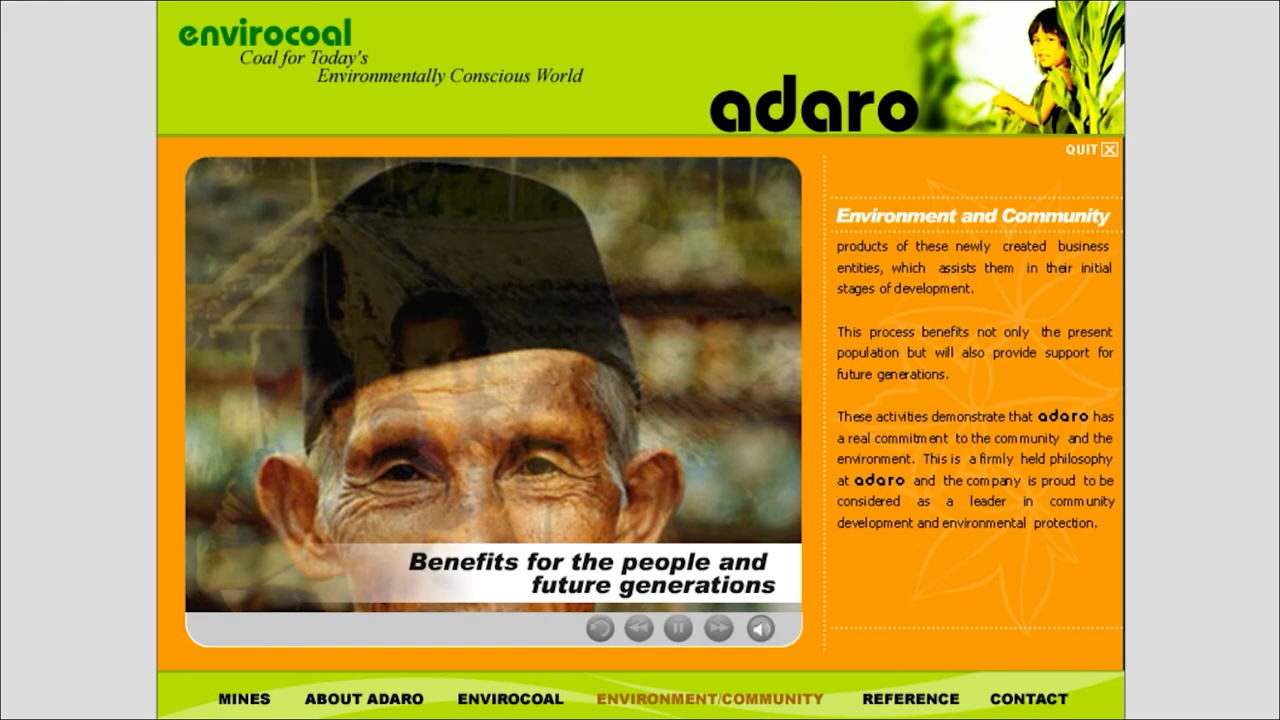 envirocoal
Coal for Today's
Environmentally Conscious World
adaro
QUIT
Environment and Community
products of these newly created business
entities, which assists them in their initial
stages of development.
This process benefits not only the present
population but will also provide support for
future generations.
These activities demonstrate that adaro has
a real commitment to the community and the
environment. This is a firmly held philosophy
at adaro and the company is proud to be
considered as a leader in community
development and environmental protection.
Benefits for the people and
future generations
MINES ABOUT ADARO ENVIROCOAL ENVIRONMENT/COMMUNITY REFERENCE CONTACT